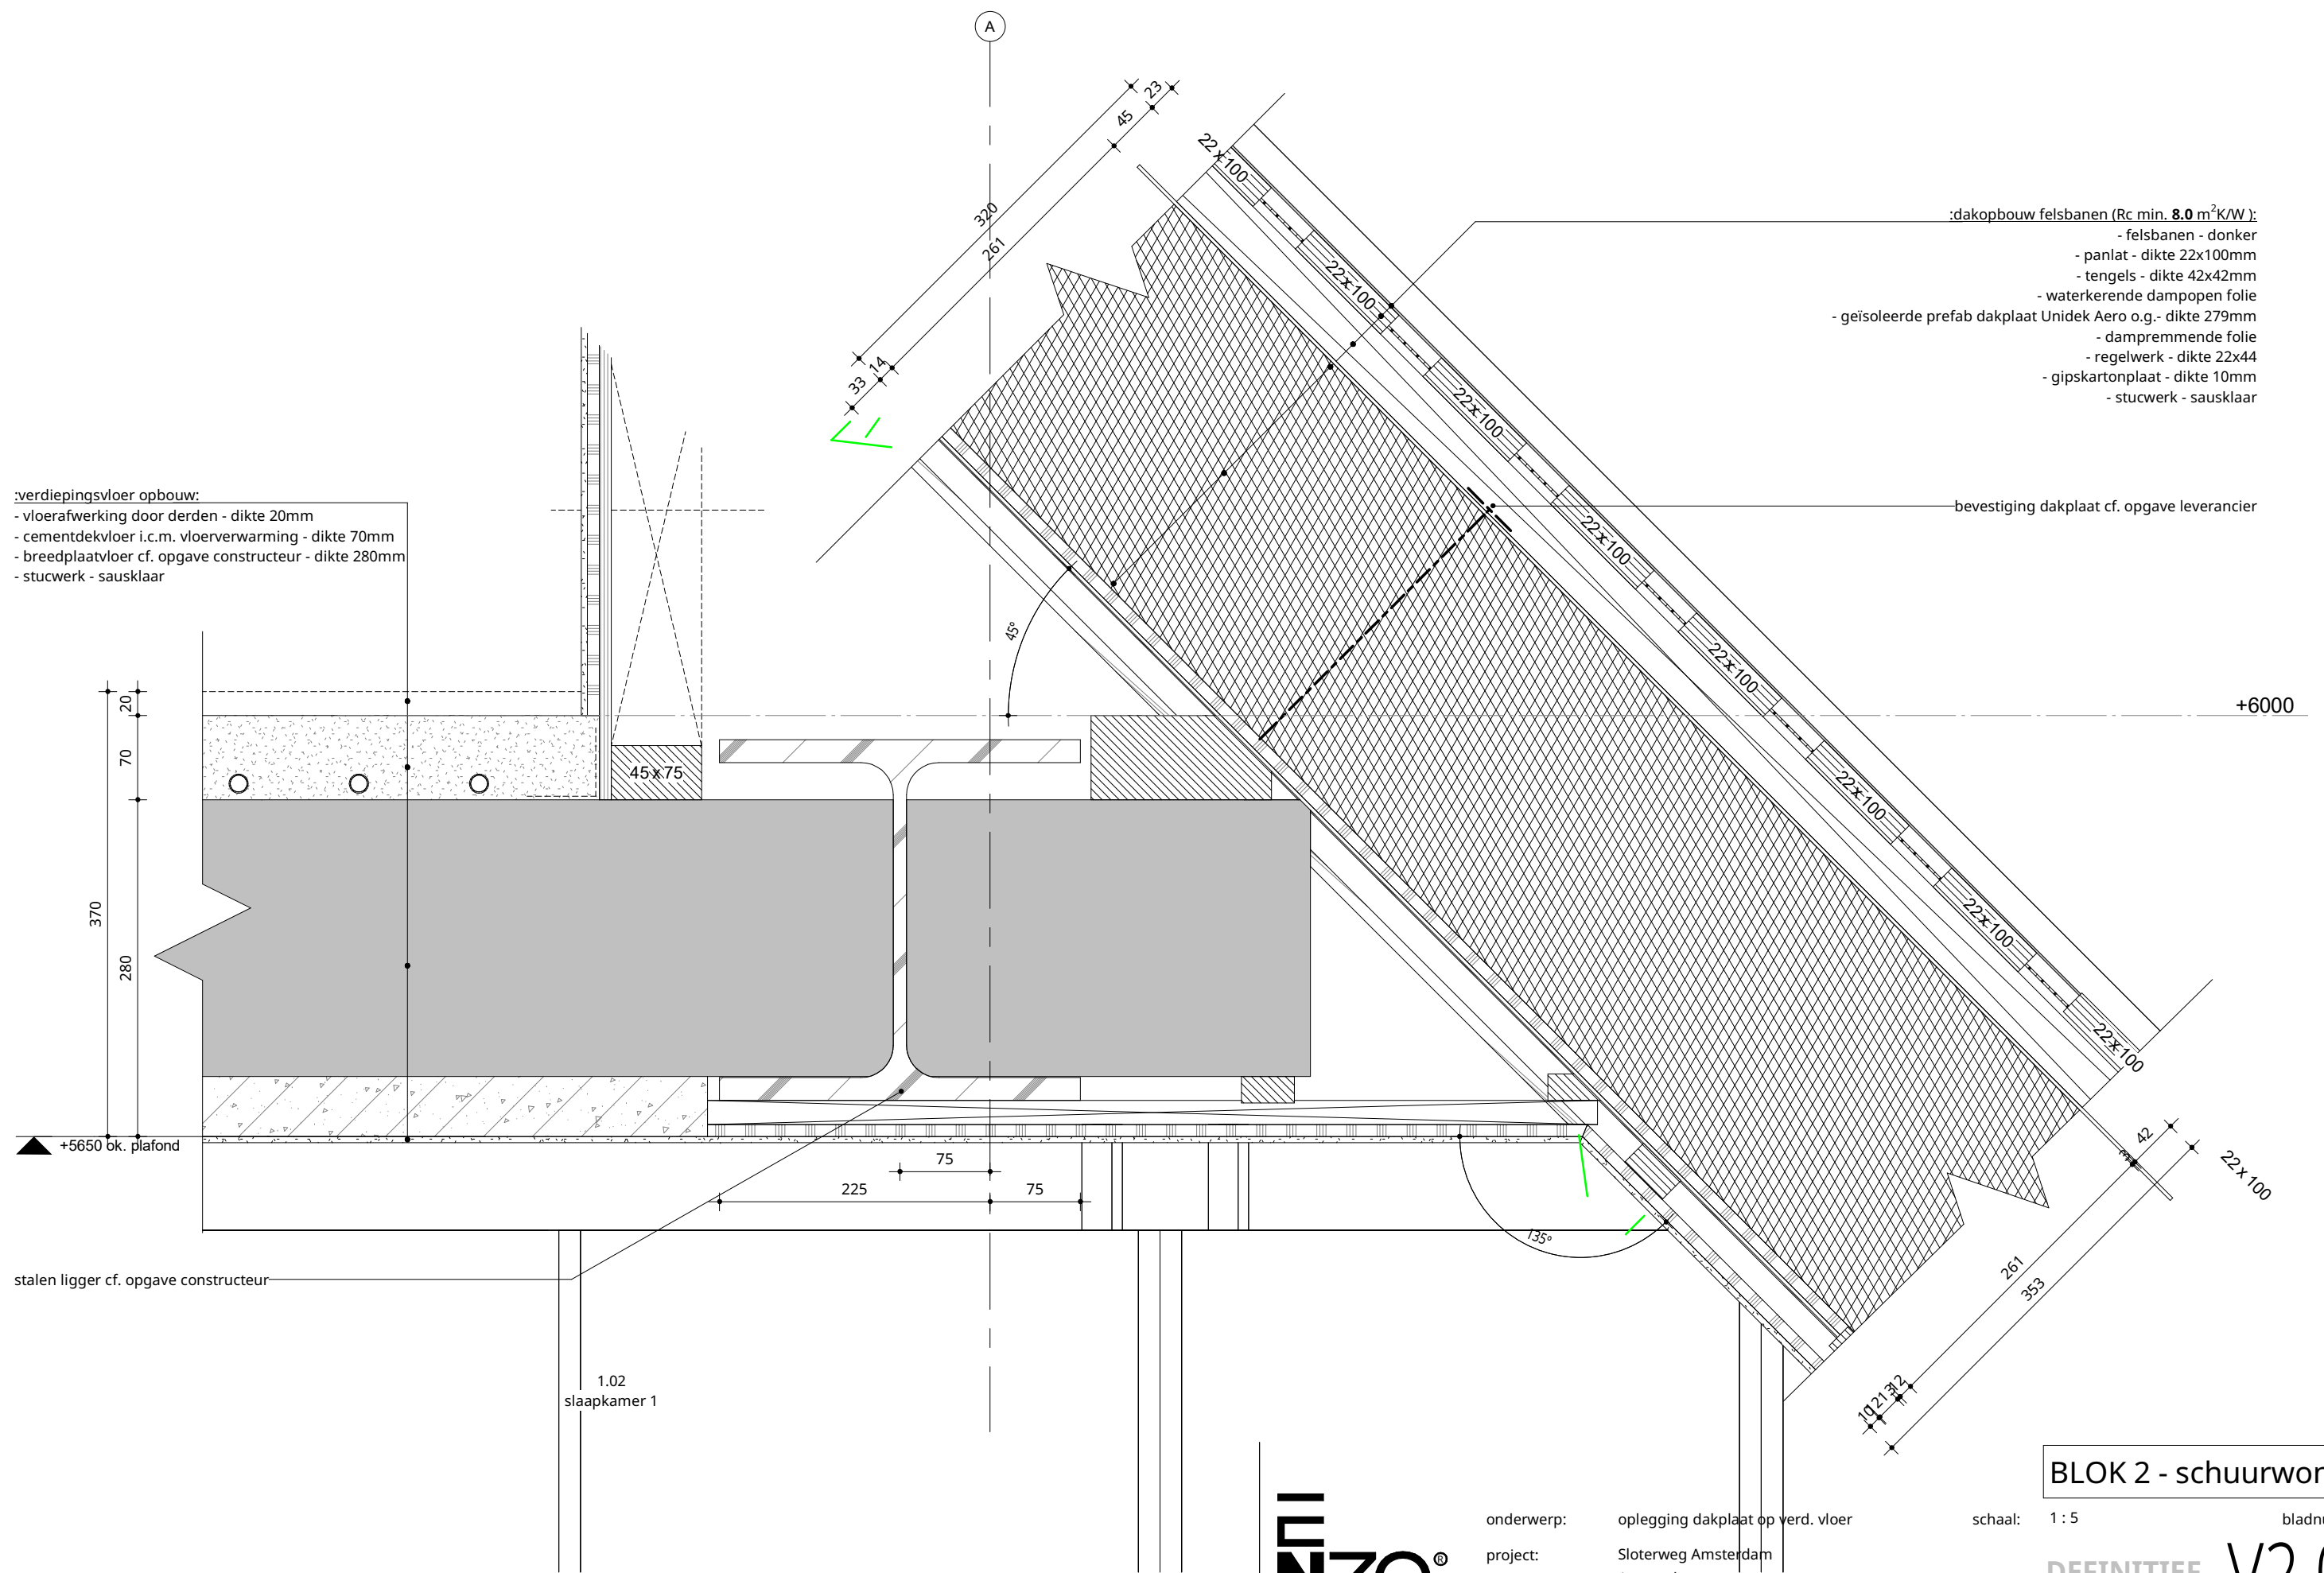 A
23
45
320
261
14
33
22x100
22x100
22x100
22x100
22x100
22x100
22x100
22x100
:dakopbouw felsbanen (Rc min. 8.0 m²K/W ):
- felsbanen - donker
- panlat - dikte 22x100mm
- tengels - dikte 42x42mm
- waterkerende dampopen folie
- geïsoleerde prefab dakplaat Unidek Aero o.g.- dikte 279mm
- dampremmende folie
- regelwerk - dikte 22x44
- gipskartonplaat - dikte 10mm
- stucwerk - sausklaar
bevestiging dakplaat cf. opgave leverancier
:verdiepingsvloer opbouw:
- vloerafwerking door derden - dikte 20mm
- cementdekvloer i.c.m. vloerverwarming - dikte 70mm
- breedplaatvloer cf. opgave constructeur - dikte 280mm
- stucwerk - sausklaar
45°
+6000
20
70
370
280
45x75
+5650 ok. plafond
75
225
75
135°
42
22x100
261
353
stalen ligger cf. opgave constructeur
1.02
slaapkamer 1
BLOK 2 - schuurwon
onderwerp:
oplegging dakplaat op verd. vloer
schaal:
1 : 5
bladn
project:
Sloterweg Amsterdam
DEFINITIEF